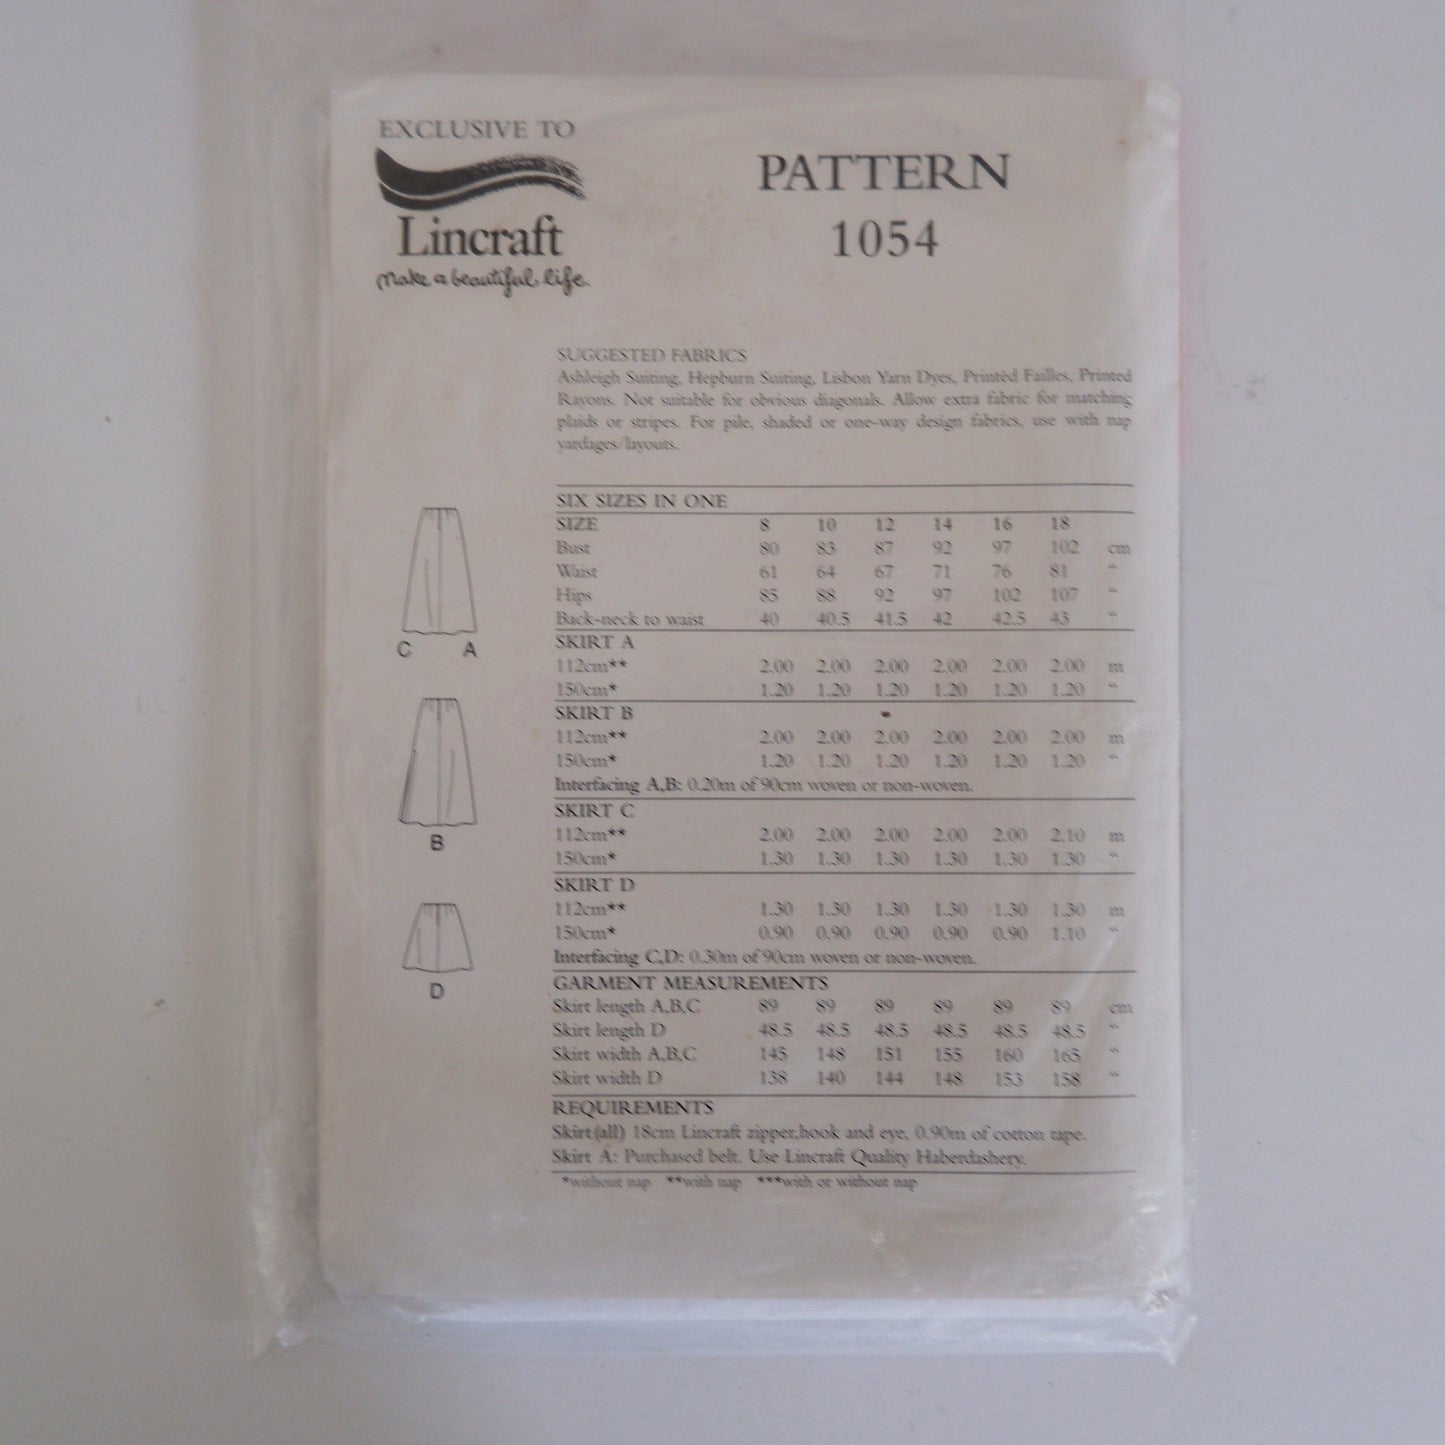 EXCLUSIVE TO
Lincraft
make a beautiful life.
PATTERN
1054
SUGGESTED FABRICS
Ashleigh Suiting, Hepburn Suiting, Lisbon Yarn Dyes, Printed Failles, Printed
Rayons. Not suitable for obvious diagonals. Allow extra fabric for matching
plaids or stripes. For pile, shaded or one-way design fabrics, use with nap
yardages/layouts.
C A
B
D
SIX SIZES IN ONE
SIZE 8 10 12 14 16 18
Bust 80 83 87 92 97 102 cm
Waist 61 64 67 71 76 81 "
Hips 85 88 92 97 102 107 "
Back-neck to waist 40 40.5 41.5 42 42.5 43 "
SKIRT A
112cm** 2.00 2.00 2.00 2.00 2.00 2.00 m
150cm* 1.20 1.20 1.20 1.20 1.20 1.20 "
SKIRT B
112cm** 2.00 2.00 2.00 2.00 2.00 2.00 m
150cm* 1.20 1.20 1.20 1.20 1.20 1.20 "
Interfacing A,B: 0.20m of 90cm woven or non-woven.
SKIRT C
112cm** 2.00 2.00 2.00 2.00 2.00 2.10 m
150cm* 1.30 1.30 1.30 1.30 1.30 1.30 "
SKIRT D
112cm** 1.30 1.30 1.30 1.30 1.30 1.30 m
150cm* 0.90 0.90 0.90 0.90 0.90 1.10 "
Interfacing C,D: 0.30m of 90cm woven or non-woven.
GARMENT MEASUREMENTS
Skirt length A,B,C 89 89 89 89 89 89 cm
Skirt length D 48.5 48.5 48.5 48.5 48.5 48.5 "
Skirt width A,B,C 145 148 151 155 160 165 "
Skirt width D 138 140 144 148 153 158 "
REQUIREMENTS
Skirt(all) 18cm Lincraft zipper,hook and eye, 0.90m of cotton tape.
Skirt A: Purchased belt. Use Lincraft Quality Haberdashery.
*without nap **with nap ***with or without nap